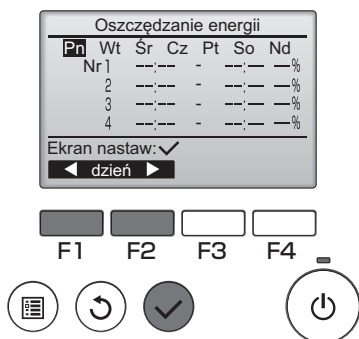 Oszczędzanie energii
Pn Wt Śr Cz Pt So Nd
Nr1 --:-- - --:-- --%
2 --:-- - --:-- --%
3 --:-- - --:-- --%
4 --:-- - --:-- --%
Ekran nastaw:✓
◀ dzień ▶
F1 F2 F3 F4